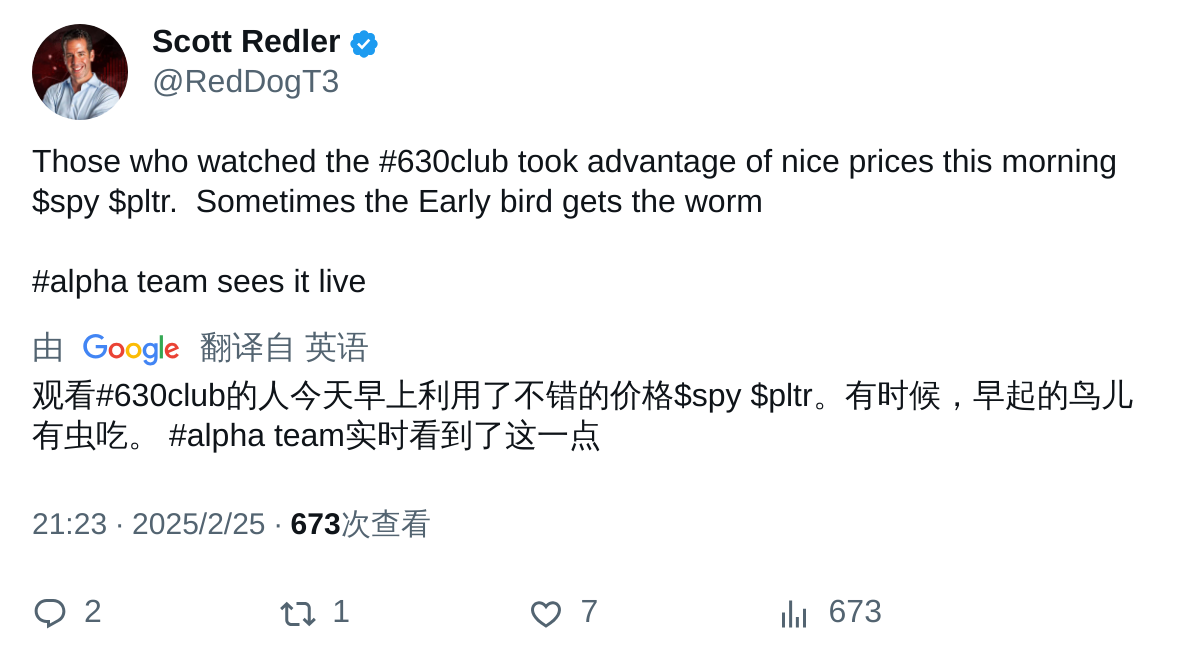 Scott Redler
@RedDogT3
Those who watched the #630club took advantage of nice prices this morning
$spy $pltr.  Sometimes the Early bird gets the worm
#alpha team sees it live
由 Google 翻译自 英语
观看#630club的人今天早上利用了不错的价格$spy $pltr。有时候，早起的鸟儿
有虫吃。 #alpha team实时看到了这一点
21:23 · 2025/2/25 · 673次查看
2 1 7 673